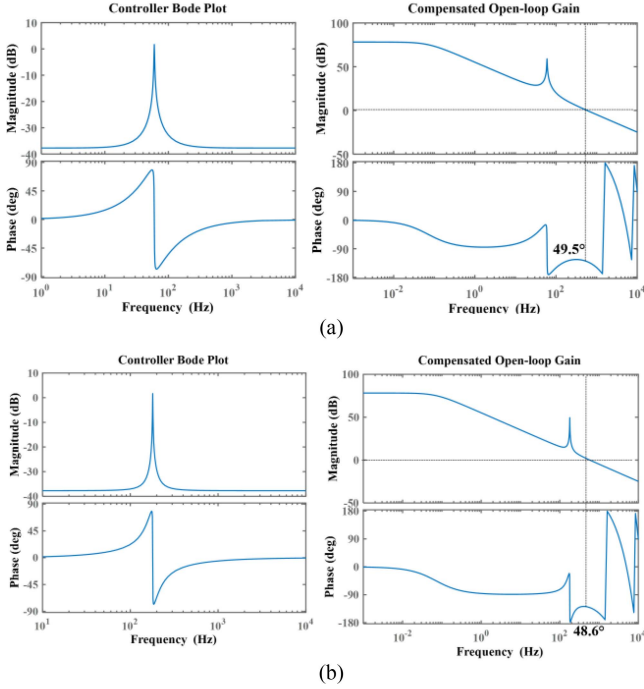 Controller Bode Plot
Compensated Open-loop Gain
Magnitude (dB)
10
0
-10
-20
-30
-40
Phase (deg)
90
45
0
-45
-90
10^0 10^1 10^2 10^3 10^4
Frequency (Hz)
Magnitude (dB)
100
50
0
-50
Phase (deg)
180
90
0
-90
-180
49.5°
10^-2 10^0 10^2 10^4
Frequency (Hz)
(a)
Controller Bode Plot
Compensated Open-loop Gain
Magnitude (dB)
10
0
-10
-20
-30
-40
Phase (deg)
90
45
0
-45
-90
10^1 10^2 10^3 10^4
Frequency (Hz)
Magnitude (dB)
100
50
0
-50
Phase (deg)
180
90
0
-90
-180
10^-2 10^0 10^2 10^4
48.6°
Frequency (Hz)
(b)